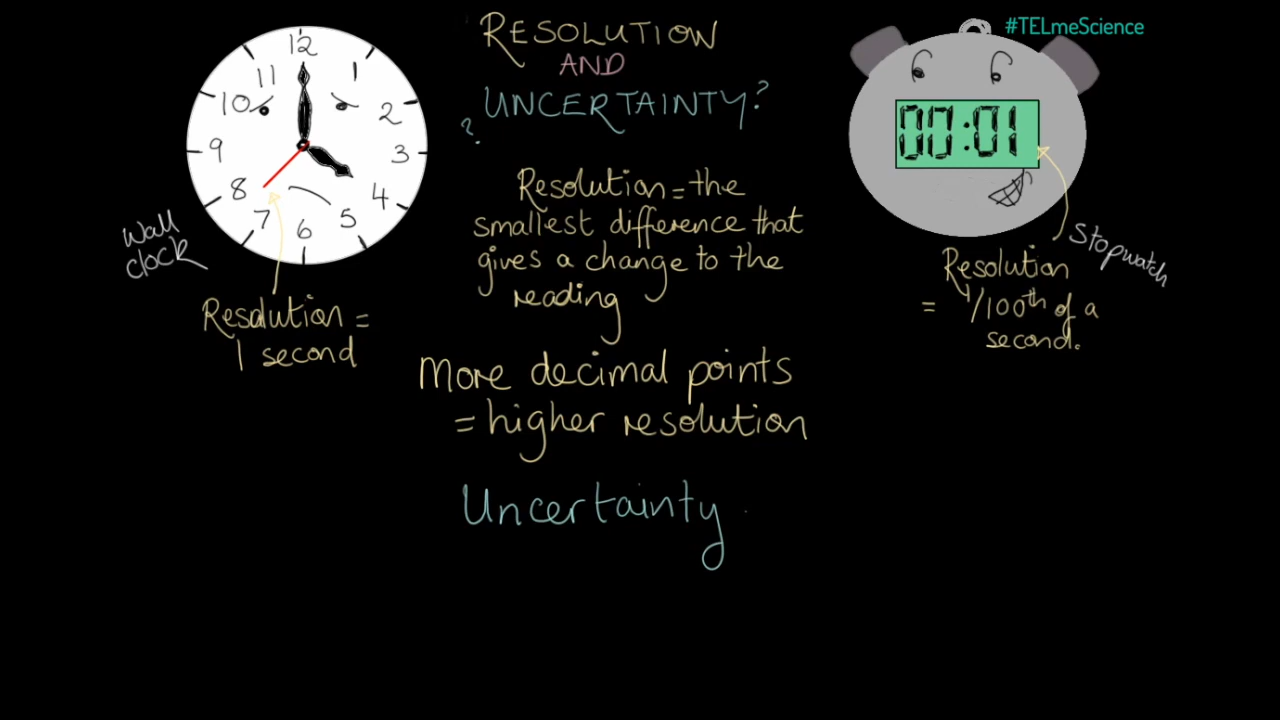 #TELmeScience
RESOLUTION
AND
UNCERTAINTY?
?
12
11
1
10
2
9
3
8
4
7
5
6
00:01
Wall
clock
Resolution =
1 second
Resolution = the
smallest difference that
gives a change to the
reading
Stopwatch
Resolution
= 1/100th of a
second.
More decimal points
= higher resolution
Uncertainty